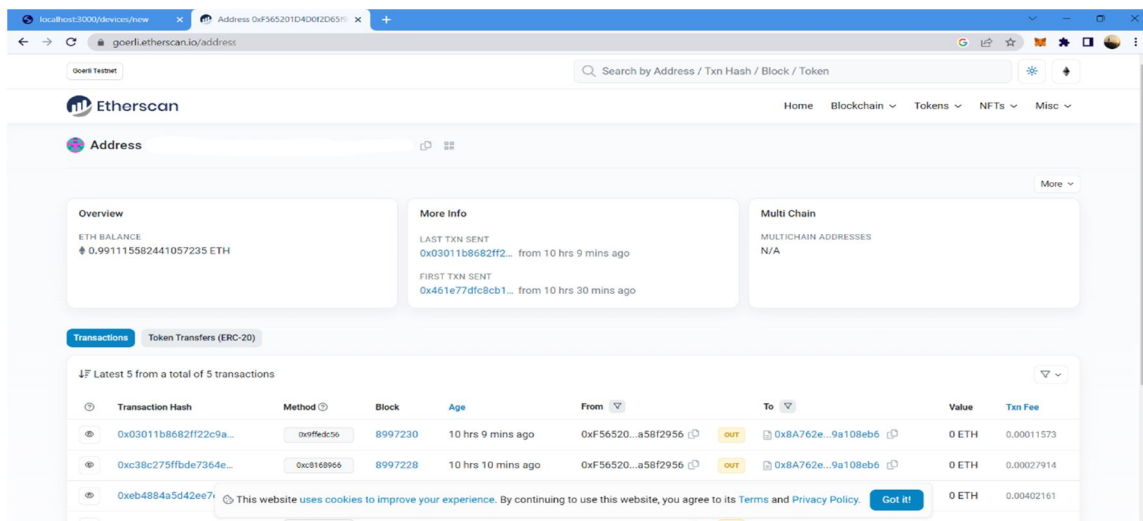 localhost:3000/devices/new
Address 0xF565201D4D0f2D65f5
goerli.etherscan.io/address
Goerli Testnet
Search by Address / Txn Hash / Block / Token
Etherscan
Home Blockchain Tokens NFTs Misc
Address
More
Overview
ETH BALANCE
0.991115582441057235 ETH
More Info
LAST TXN SENT
0x03011b8682ff2... from 10 hrs 9 mins ago
FIRST TXN SENT
0x461e77dfc8cb1... from 10 hrs 30 mins ago
Multi Chain
MULTICHAIN ADDRESSES
N/A
Transactions Token Transfers (ERC-20)
Latest 5 from a total of 5 transactions
Transaction Hash Method Block Age From To Value Txn Fee
0x03011b8682ff22c9a... 0x9ffedc56 8997230 10 hrs 9 mins ago 0xF56520...a58f2956 OUT 0x8A762e...9a108eb6 0 ETH 0.00011573
0xc38c275ffbde7364e... 0xc8168966 8997228 10 hrs 10 mins ago 0xF56520...a58f2956 OUT 0x8A762e...9a108eb6 0 ETH 0.00027914
0xeb4884a5d42ee7 0 ETH 0.00402161
This website uses cookies to improve your experience. By continuing to use this website, you agree to its Terms and Privacy Policy. Got it!